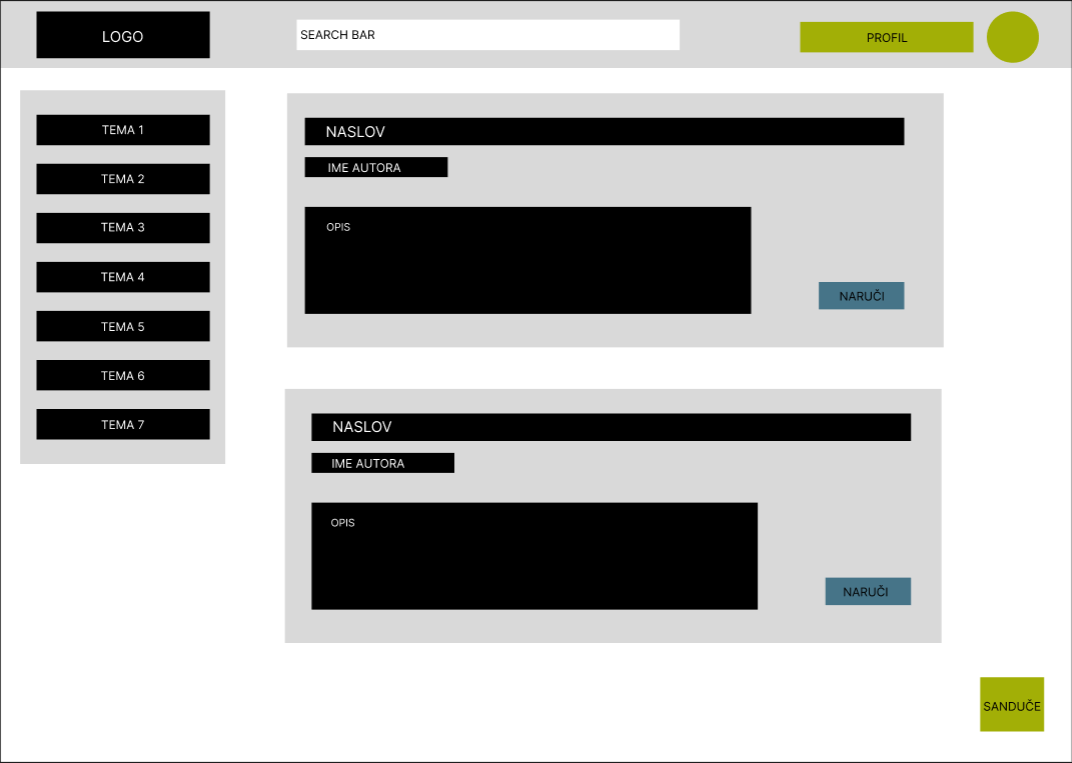 LOGO
SEARCH BAR
PROFIL
TEMA 1
TEMA 2
TEMA 3
TEMA 4
TEMA 5
TEMA 6
TEMA 7
NASLOV
IME AUTORA
OPIS
NARUČI
NASLOV
IME AUTORA
OPIS
NARUČI
SANDUČE